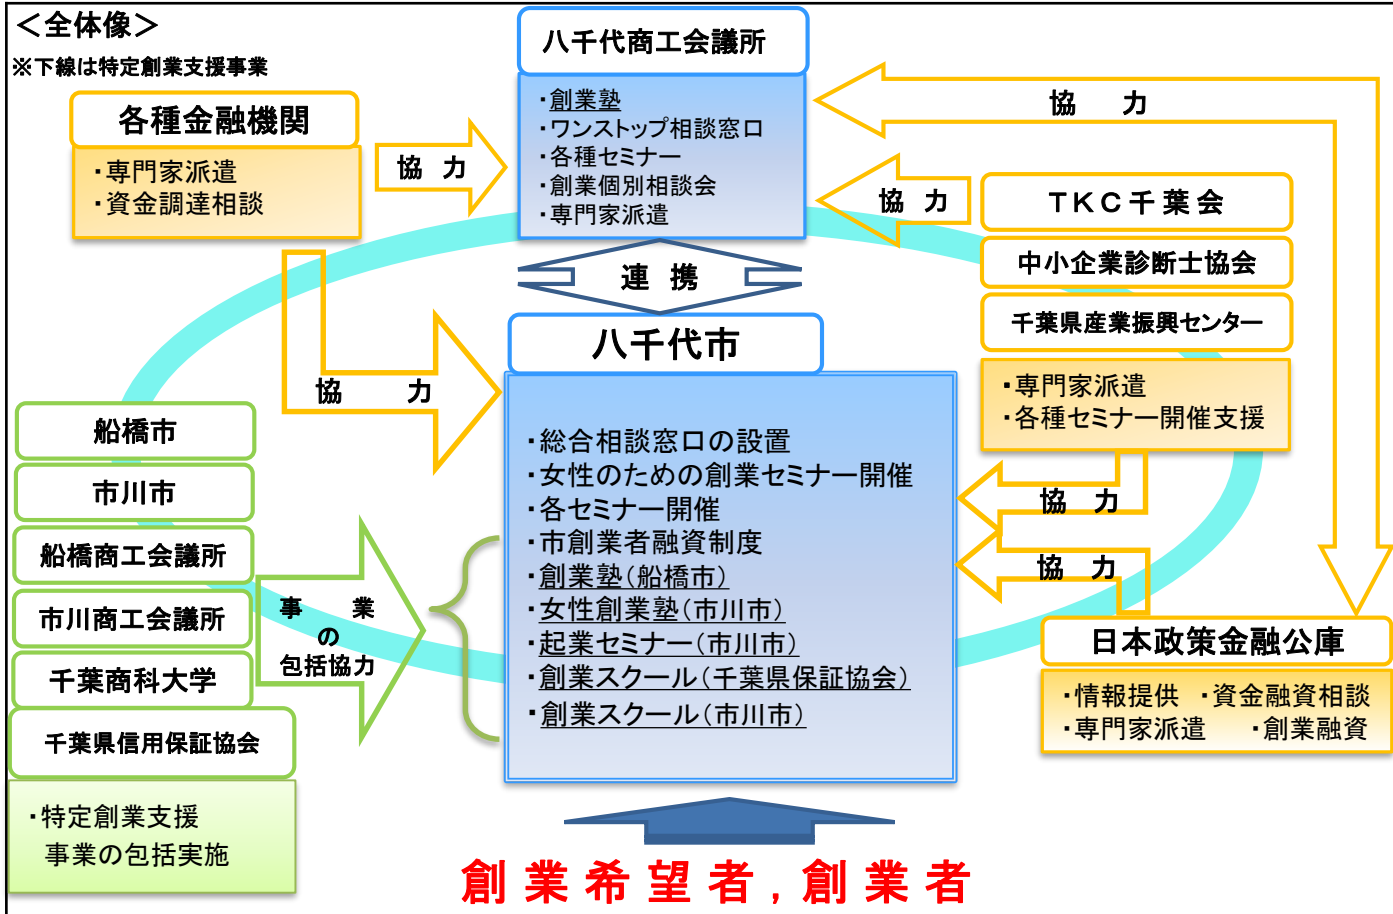 ＜全体像＞
※下線は特定創業支援事業
八千代商工会議所
・創業塾
・ワンストップ相談窓口
・各種セミナー
・創業個別相談会
・専門家派遣
各種金融機関
・専門家派遣
・資金調達相談
協 力
協 力
協 力
TKC千葉会
中小企業診断士協会
千葉県産業振興センター
・専門家派遣
・各種セミナー開催支援
連 携
八千代市
・総合相談窓口の設置
・女性のための創業セミナー開催
・各セミナー開催
・市創業者融資制度
・創業塾（船橋市）
・女性創業塾（市川市）
・起業セミナー（市川市）
・創業スクール（千葉県保証協会）
・創業スクール（市川市）
協 力
協 力
協 力
船橋市
市川市
船橋商工会議所
市川商工会議所
千葉商科大学
千葉県信用保証協会
・特定創業支援
事業の包括実施
事 業
の
包括協力
日本政策金融公庫
・情報提供 ・資金融資相談
・専門家派遣 ・創業融資
創業希望者，創業者